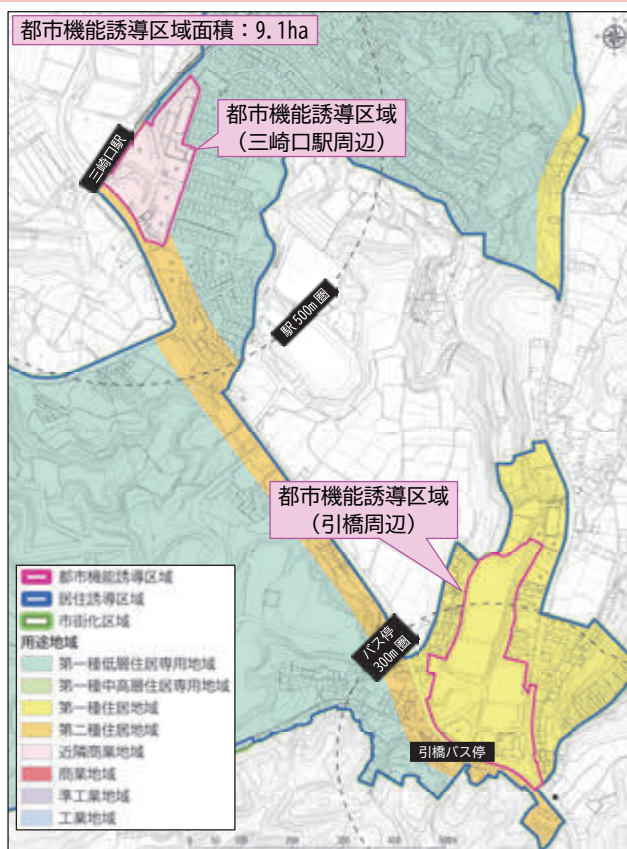 都市機能誘導区域面積：9.1ha
都市機能誘導区域
（三崎口駅周辺）
三崎口駅
駅500m圏
都市機能誘導区域
（引橋周辺）
バス停
300m圏
引橋バス停
都市機能誘導区域
居住誘導区域
市街化区域
用途地域
第一種低層住居専用地域
第一種中高層住居専用地域
第一種住居地域
第二種住居地域
近隣商業地域
商業地域
準工業地域
工業地域
0 50 100 200 300 400 500m